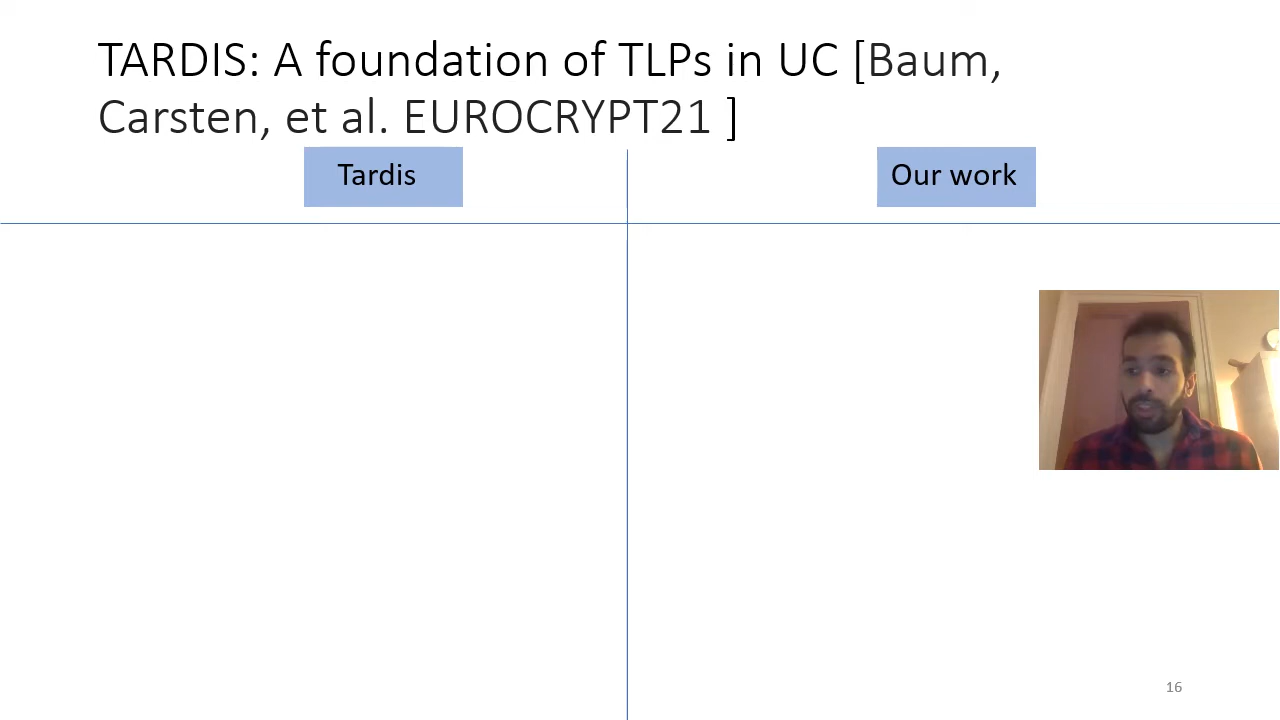 TARDIS: A foundation of TLPs in UC [Baum,
Carsten, et al. EUROCRYPT21 ]
Tardis
Our work
16